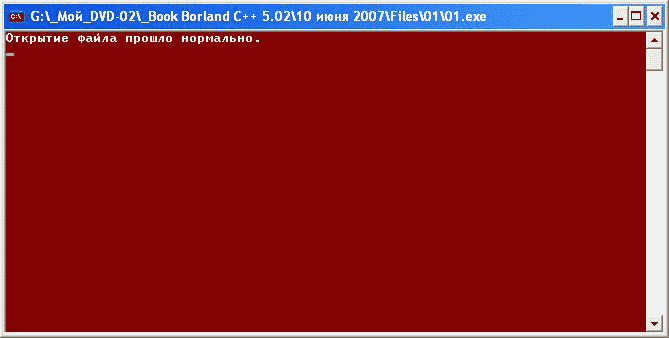 G:\_Мой_DVD-02\_Book Borland C++ 5.02\10 июня 2007\Files\01\01.exe
Открытие файла прошло нормально.